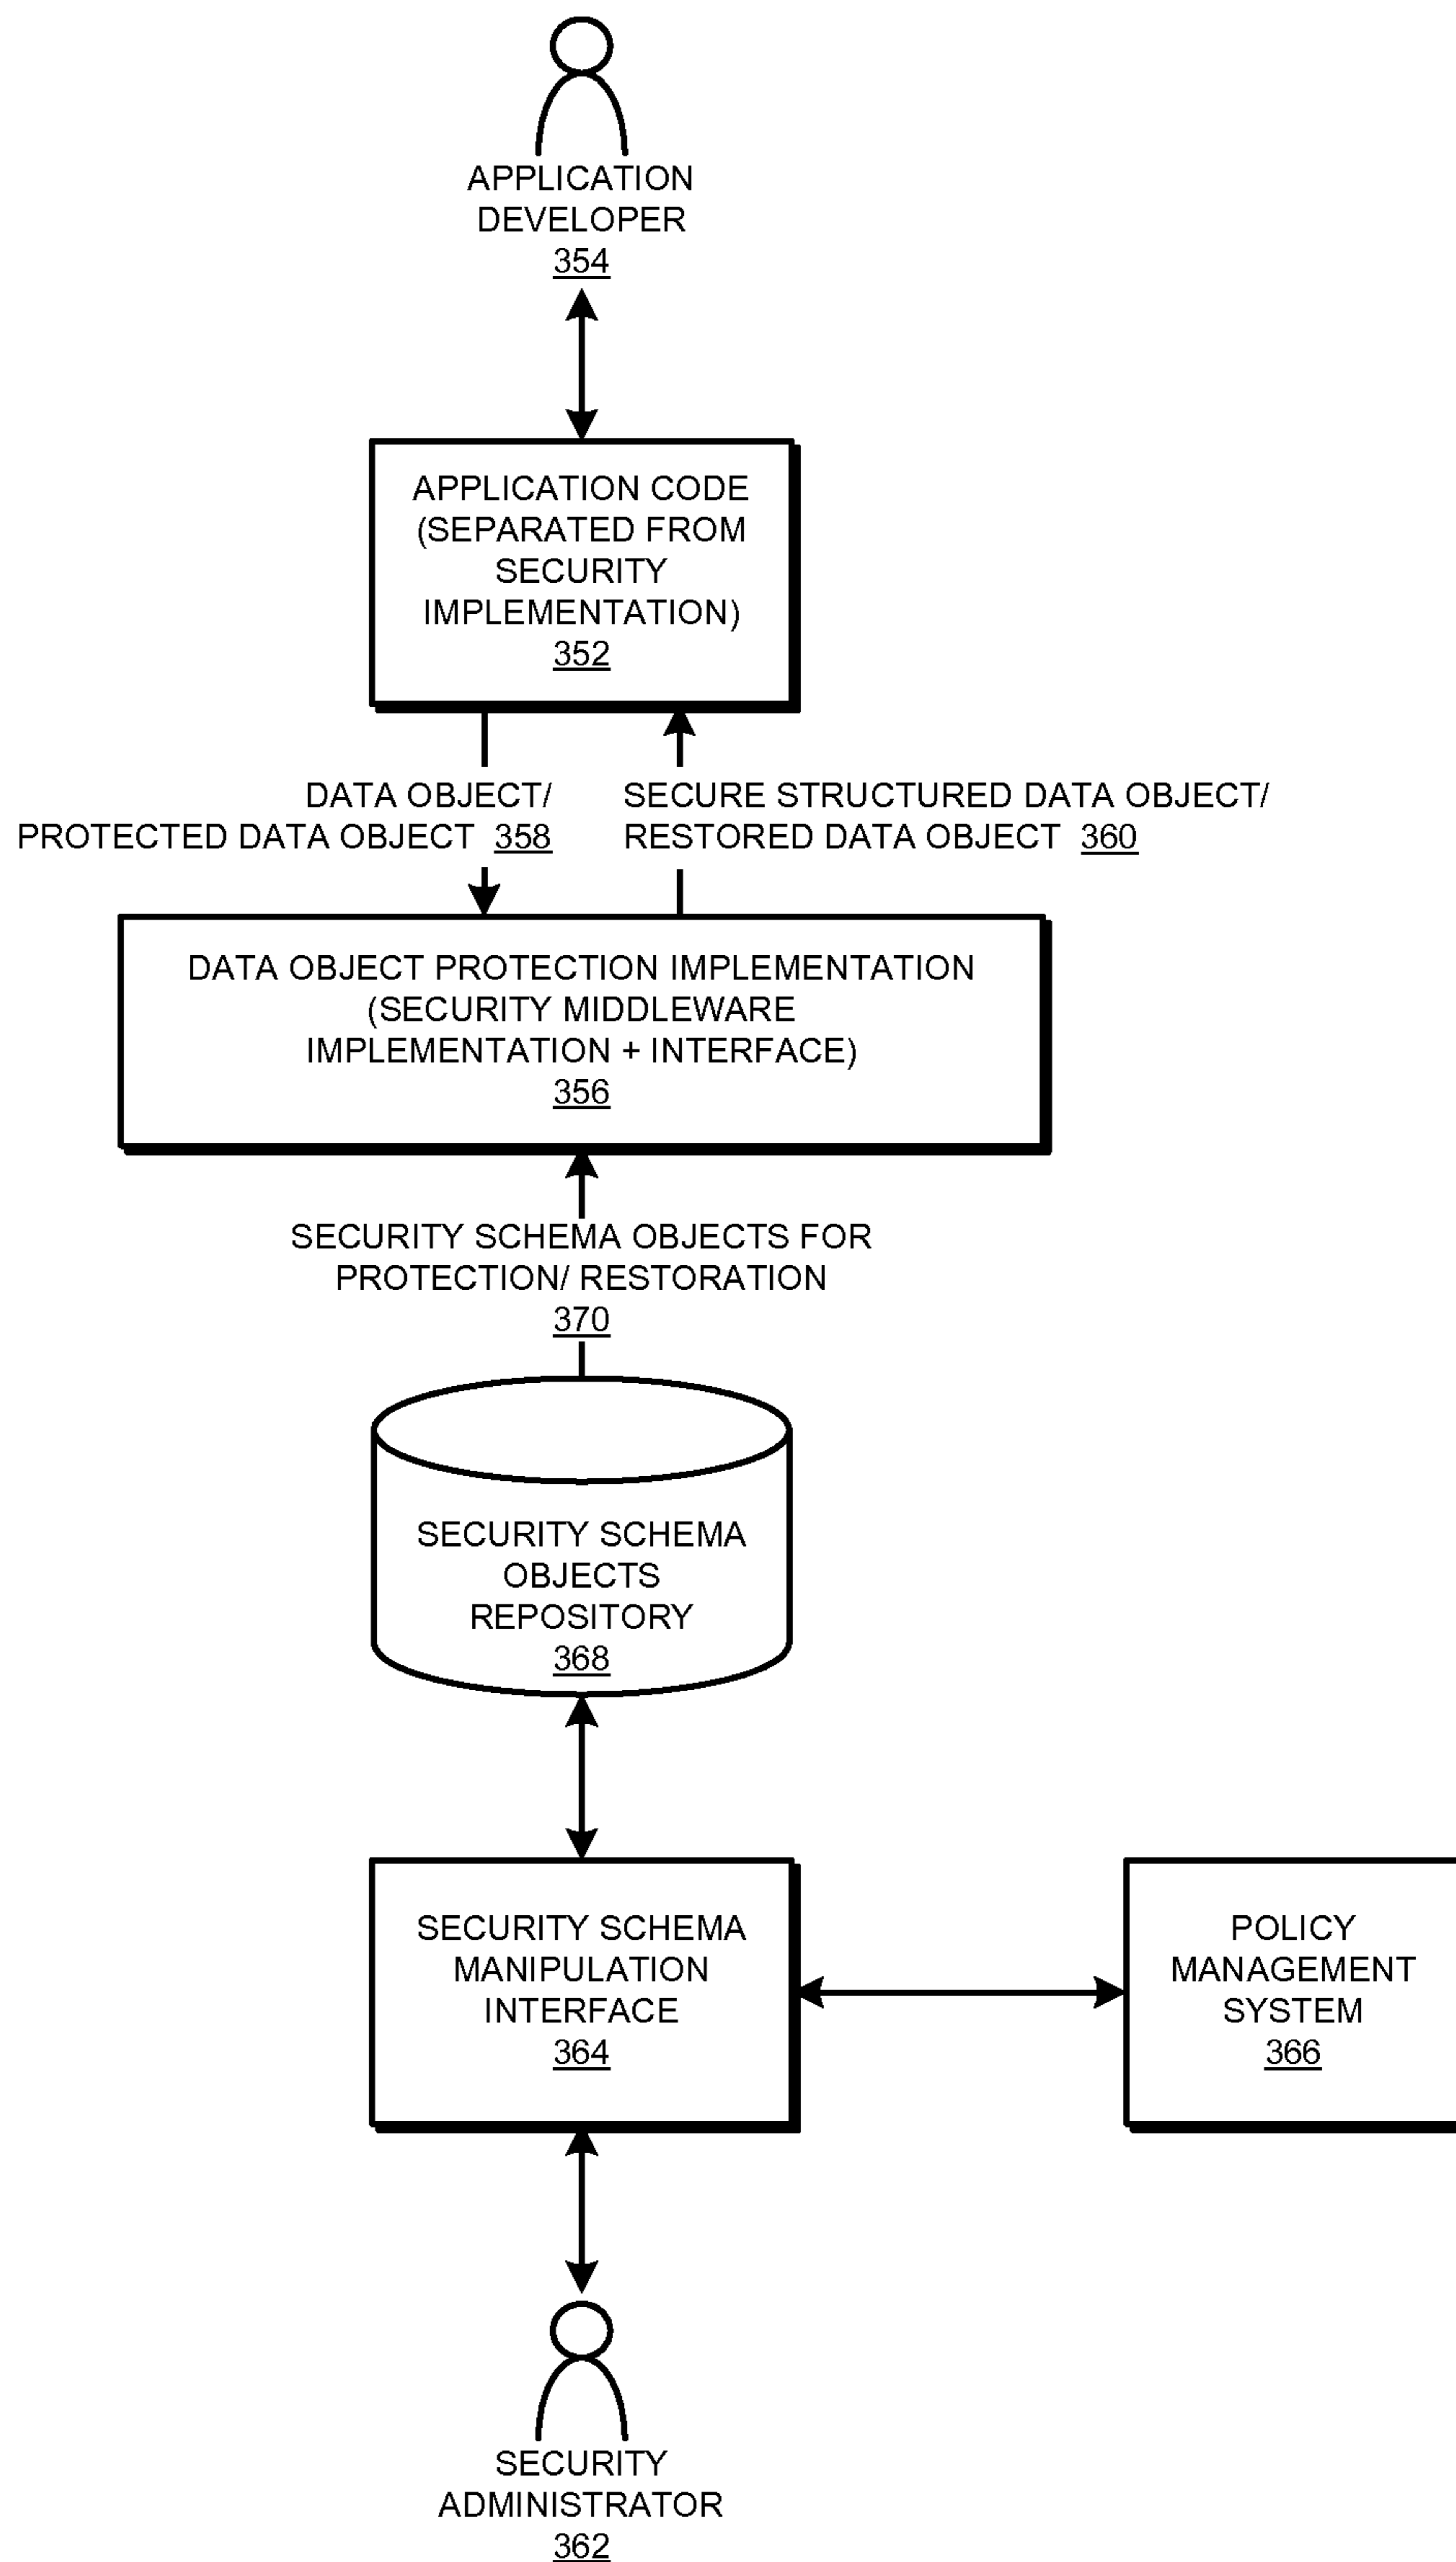 APPLICATION
DEVELOPER
354
APPLICATION CODE
(SEPARATED FROM
SECURITY
IMPLEMENTATION)
352
DATA OBJECT/
PROTECTED DATA OBJECT 358
SECURE STRUCTURED DATA OBJECT/
RESTORED DATA OBJECT 360
DATA OBJECT PROTECTION IMPLEMENTATION
(SECURITY MIDDLEWARE
IMPLEMENTATION + INTERFACE)
356
SECURITY SCHEMA OBJECTS FOR
PROTECTION/ RESTORATION
370
SECURITY SCHEMA
OBJECTS
REPOSITORY
368
SECURITY SCHEMA
MANIPULATION
INTERFACE
364
POLICY
MANAGEMENT
SYSTEM
366
SECURITY
ADMINISTRATOR
362